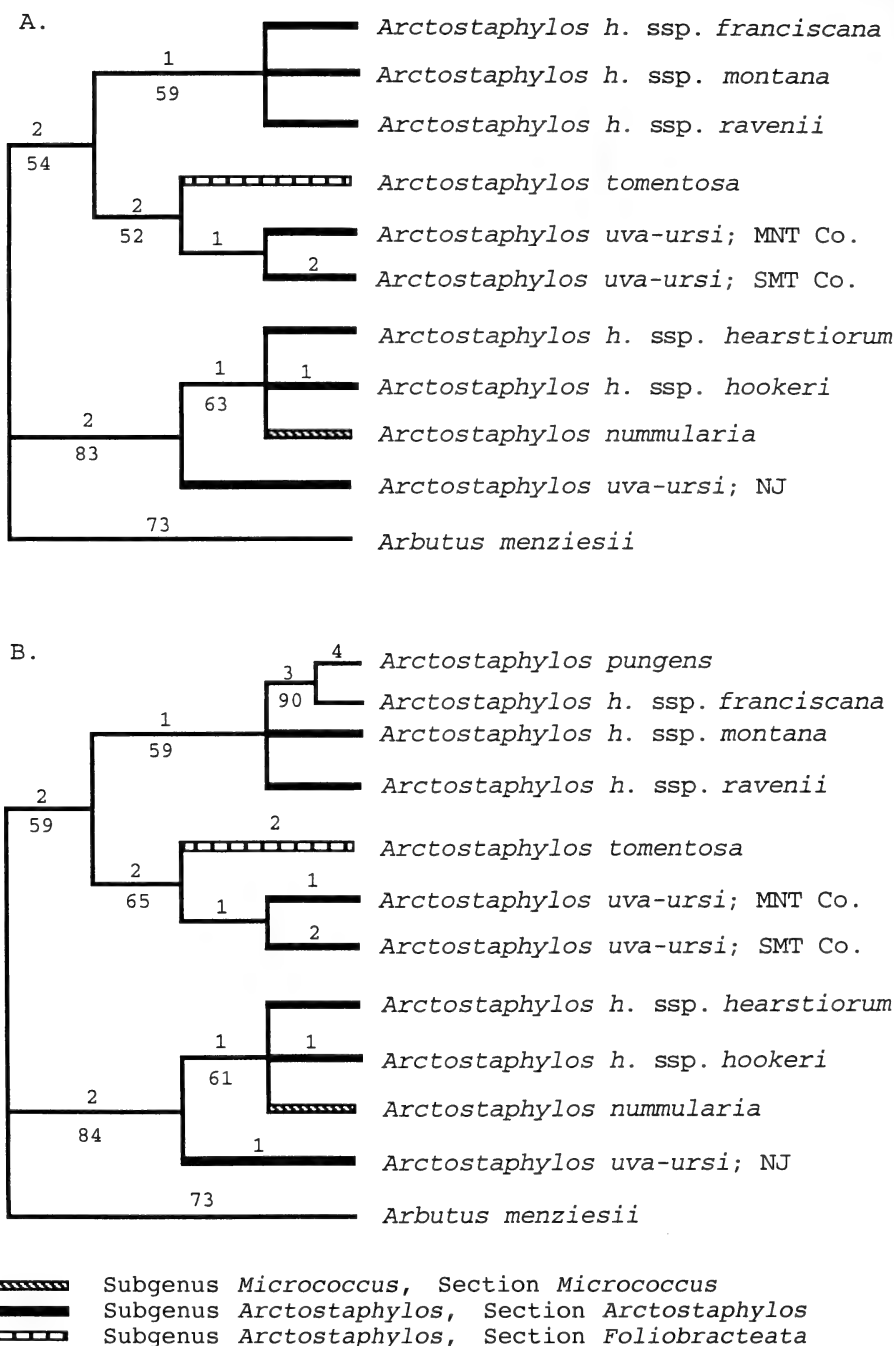 A.
Arctostaphylos h. ssp. franciscana
1
59
Arctostaphylos h. ssp. montana
Arctostaphylos h. ssp. ravenii
2
54
Arctostaphylos tomentosa
2
52
1
Arctostaphylos uva-ursi; MNT Co.
2
Arctostaphylos uva-ursi; SMT Co.
Arctostaphylos h. ssp. hearstiorum
1
63
1
Arctostaphylos h. ssp. hookeri
2
83
Arctostaphylos nummularia
Arctostaphylos uva-ursi; NJ
73
Arbutus menziesii
B.
4
Arctostaphylos pungens
3
90
Arctostaphylos h. ssp. franciscana
1
59
Arctostaphylos h. ssp. montana
Arctostaphylos h. ssp. ravenii
2
59
2
Arctostaphylos tomentosa
2
65
1
1
Arctostaphylos uva-ursi; MNT Co.
2
Arctostaphylos uva-ursi; SMT Co.
Arctostaphylos h. ssp. hearstiorum
1
61
1
Arctostaphylos h. ssp. hookeri
2
84
Arctostaphylos nummularia
1
Arctostaphylos uva-ursi; NJ
73
Arbutus menziesii
Subgenus Micrococcus, Section Micrococcus
Subgenus Arctostaphylos, Section Arctostaphylos
Subgenus Arctostaphylos, Section Foliobracteata